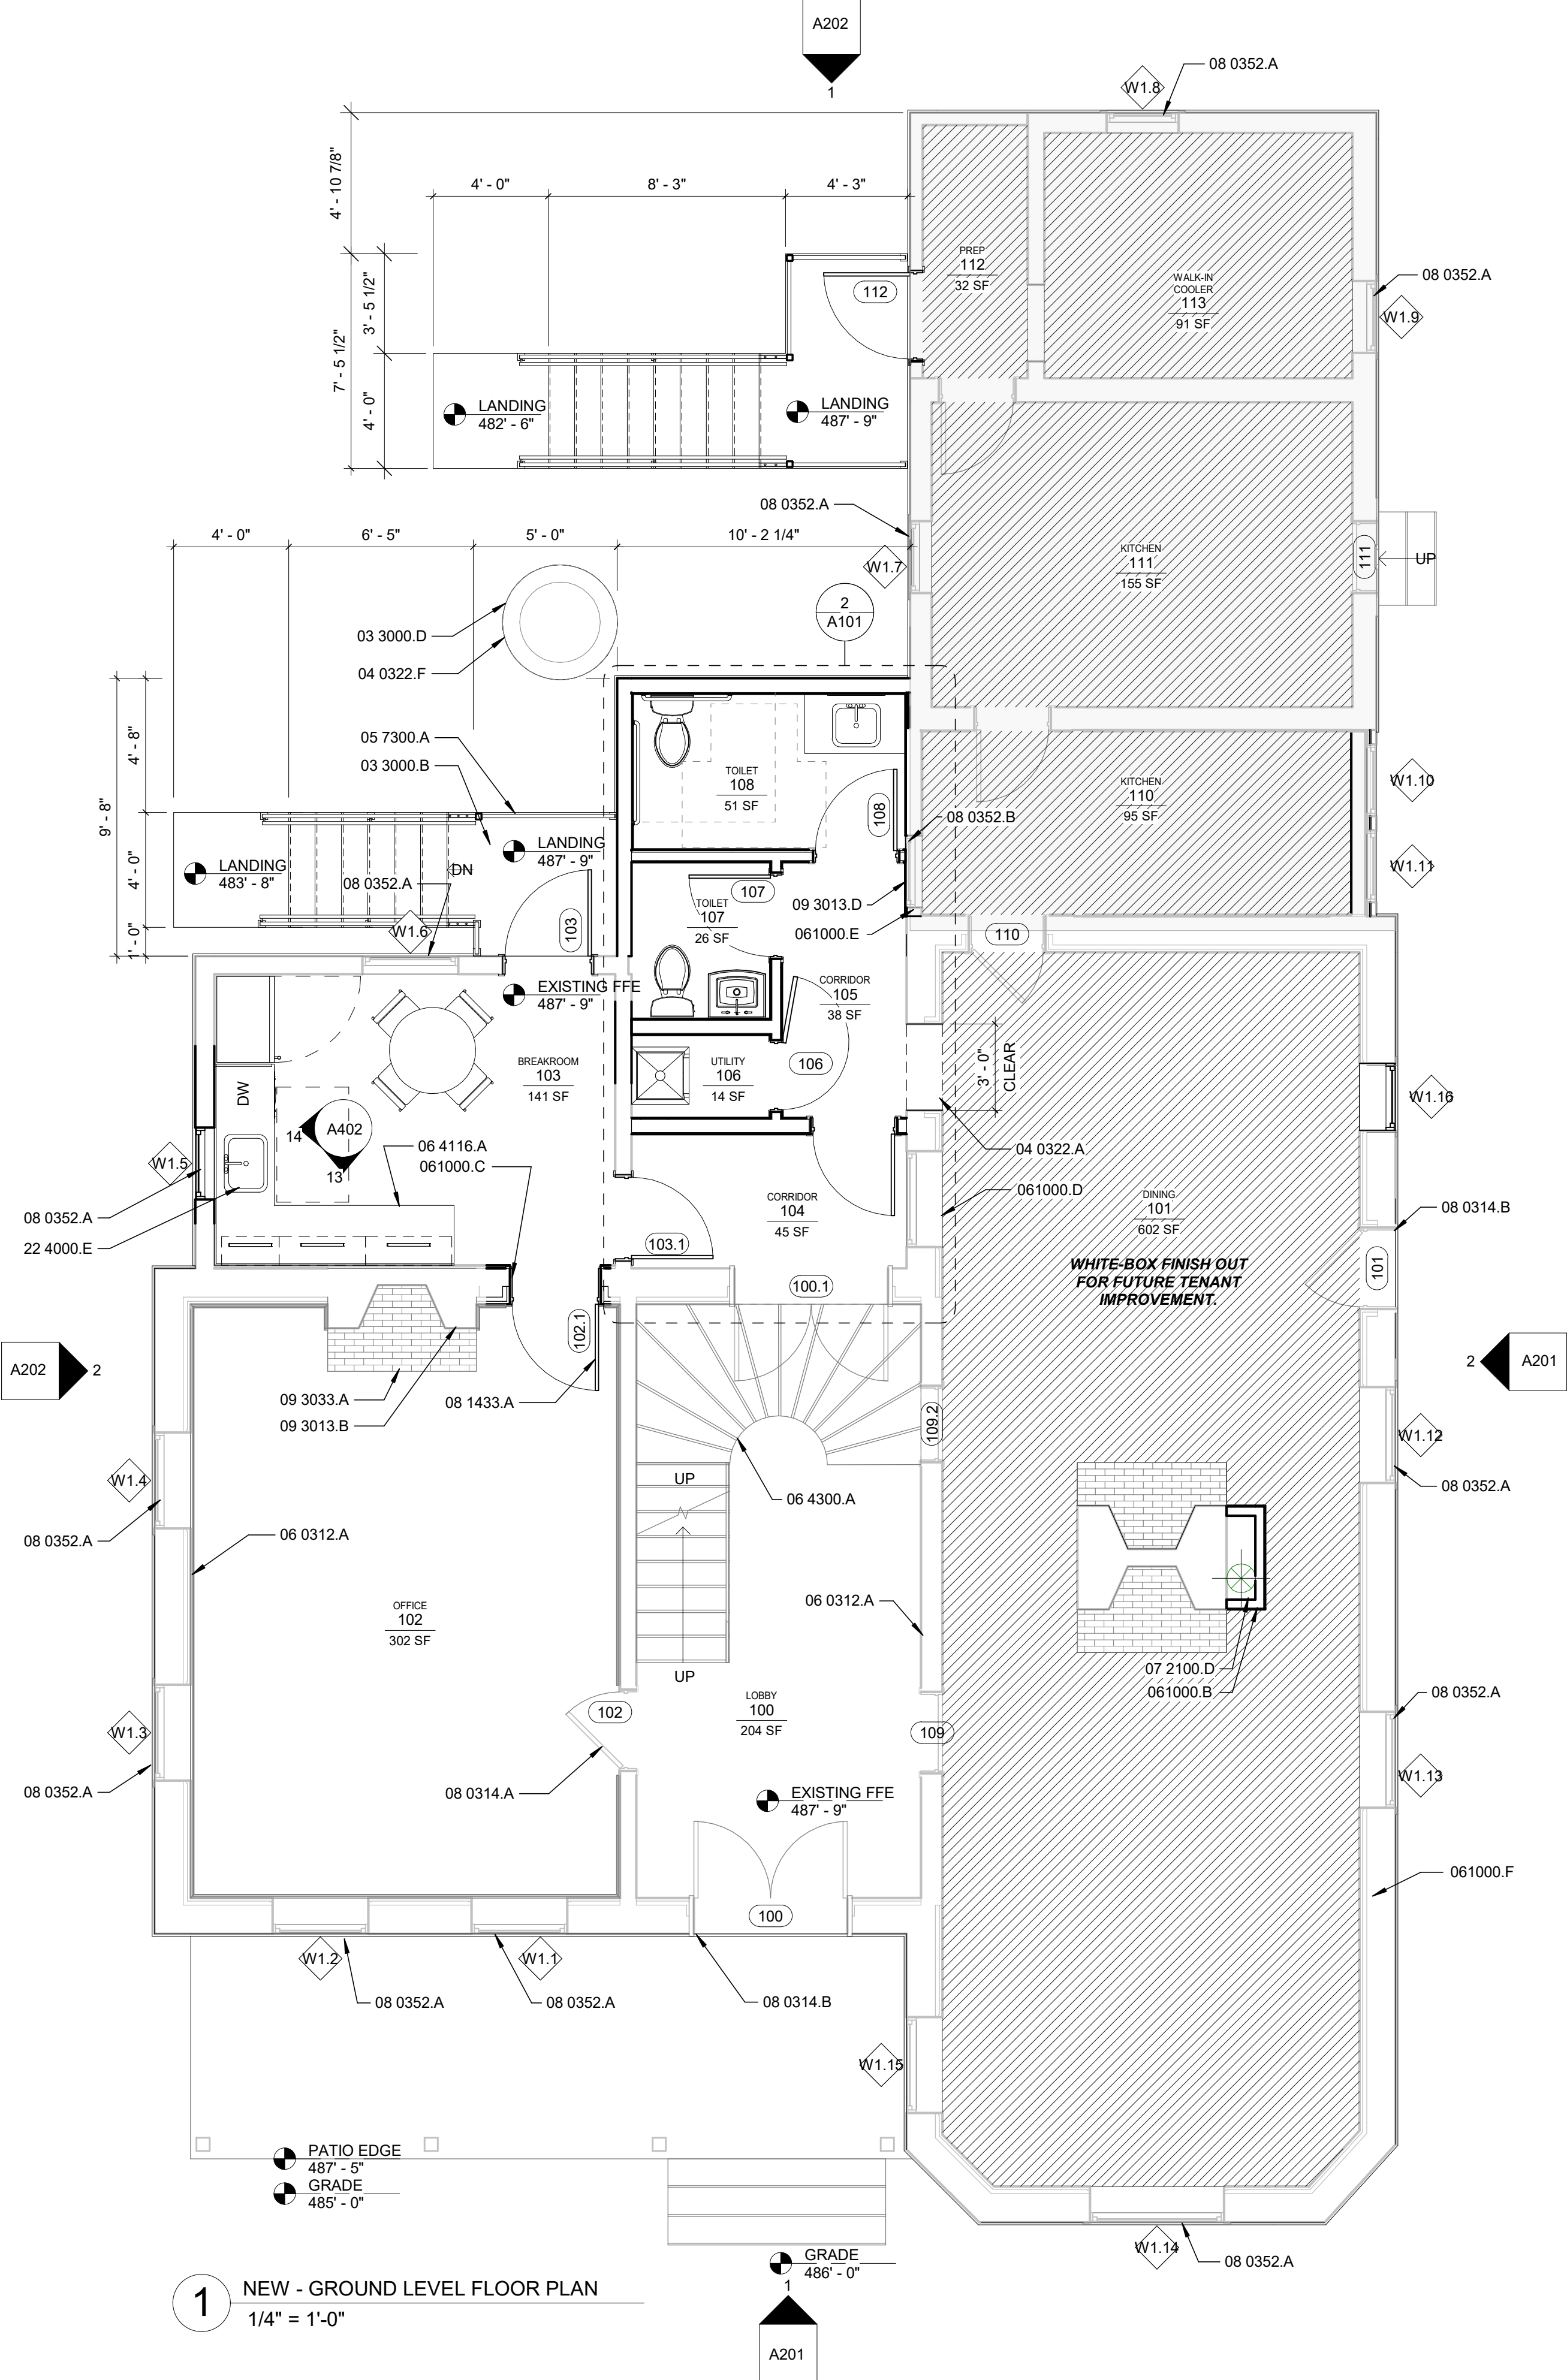 A202
1
08 0352.A
W1.8
4' - 10 7/8"
4' - 0"
8' - 3"
4' - 3"
PREP
112
32 SF
WALK-IN
COOLER
113
91 SF
112
08 0352.A
W1.9
3' - 5 1/2"
7' - 5 1/2"
4' - 0"
LANDING
482' - 6"
LANDING
487' - 9"
08 0352.A
4' - 0"
6' - 5"
5' - 0"
10' - 2 1/4"
W1.7
KITCHEN
111
155 SF
111
UP
2
A101
03 3000.D
04 0322.F
05 7300.A
03 3000.B
4' - 8"
9' - 8"
4' - 0"
1' - 0"
TOILET
108
51 SF
108
KITCHEN
110
95 SF
W1.10
W1.11
08 0352.B
LANDING
487' - 9"
LANDING
483' - 8"
DN
08 0352.A
W1.6
103
107
TOILET
107
26 SF
09 3013.D
061000.E
110
EXISTING FFE
487' - 9"
CORRIDOR
105
38 SF
3' - 0"
CLEAR
BREAKROOM
103
141 SF
UTILITY
106
14 SF
106
W1.16
DW
A402
14
13
06 4116.A
061000.C
W1.5
08 0352.A
22 4000.E
04 0322.A
061000.D
CORRIDOR
104
45 SF
103.1
DINING
101
602 SF
08 0314.B
101
WHITE-BOX FINISH OUT
FOR FUTURE TENANT
IMPROVEMENT.
100.1
102.1
A202
2
2
A201
09 3033.A
09 3013.B
08 1433.A
109.2
W1.12
08 0352.A
W1.4
08 0352.A
UP
06 4300.A
06 0312.A
OFFICE
102
302 SF
06 0312.A
UP
07 2100.D
061000.B
LOBBY
100
204 SF
102
109
08 0352.A
W1.3
W1.13
08 0352.A
08 0314.A
EXISTING FFE
487' - 9"
061000.F
100
W1.2
W1.1
08 0352.A
08 0352.A
08 0314.B
W1.15
PATIO EDGE
487' - 5"
GRADE
485' - 0"
W1.14
08 0352.A
GRADE
486' - 0"
1
A201
1
NEW - GROUND LEVEL FLOOR PLAN
1/4" = 1'-0"